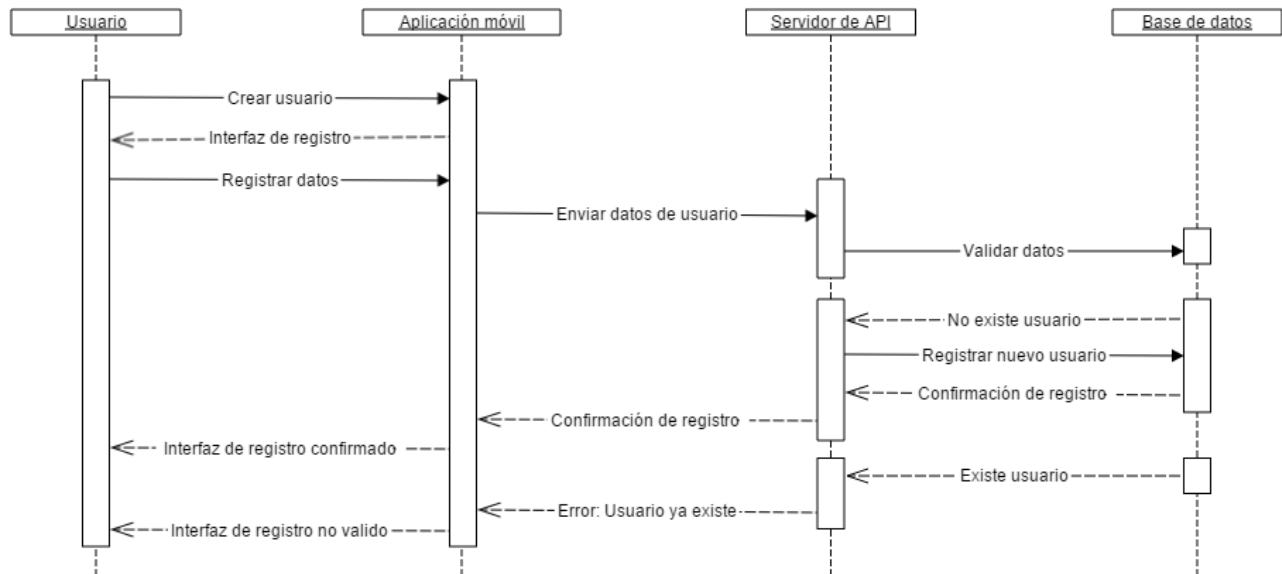 Usuario
Aplicación móvil
Servidor de API
Base de datos
Crear usuario
Interfaz de registro
Registrar datos
Enviar datos de usuario
Validar datos
No existe usuario
Registrar nuevo usuario
Confirmación de registro
Confirmación de registro
Interfaz de registro confirmado
Existe usuario
Error: Usuario ya existe
Interfaz de registro no valido